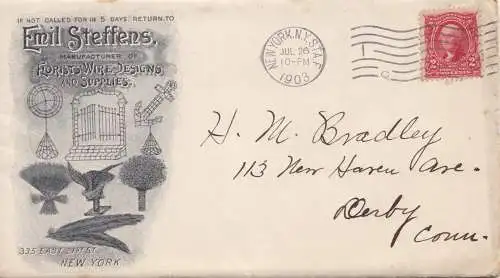 IF NOT CALLED FOR IN 5 DAYS, RETURN TO
Emil Steffens,
MANUFACTURER OF
FLORISTS WIRE DESIGNS,
AND SUPPLIES.
335 EAST 21ST ST.
NEW YORK
NEW YORK, N.Y. STA. F.
JUL 26
10-PM
1903
H. M. Bradley
113 New Haven Ave.
Derby
Conn.